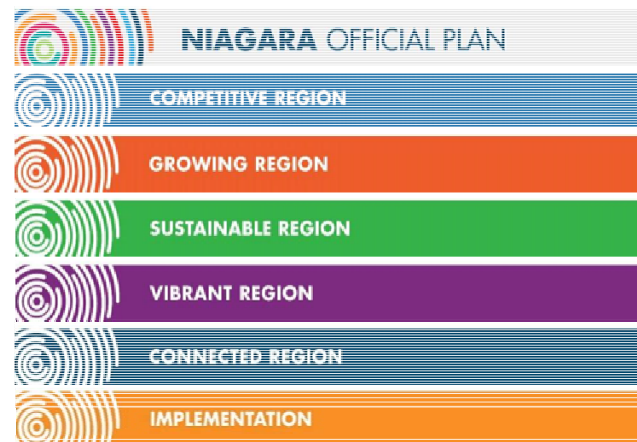 NIAGARA OFFICIAL PLAN
COMPETITIVE REGION
GROWING REGION
SUSTAINABLE REGION
VIBRANT REGION
CONNECTED REGION
IMPLEMENTATION